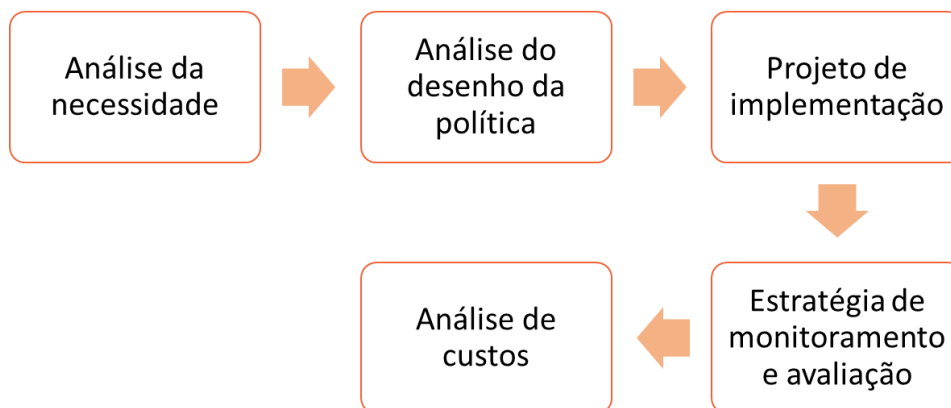 Análise da
necessidade
Análise do
desenho da
política
Projeto de
implementação
Estratégia de
monitoramento
e avaliação
Análise de
custos